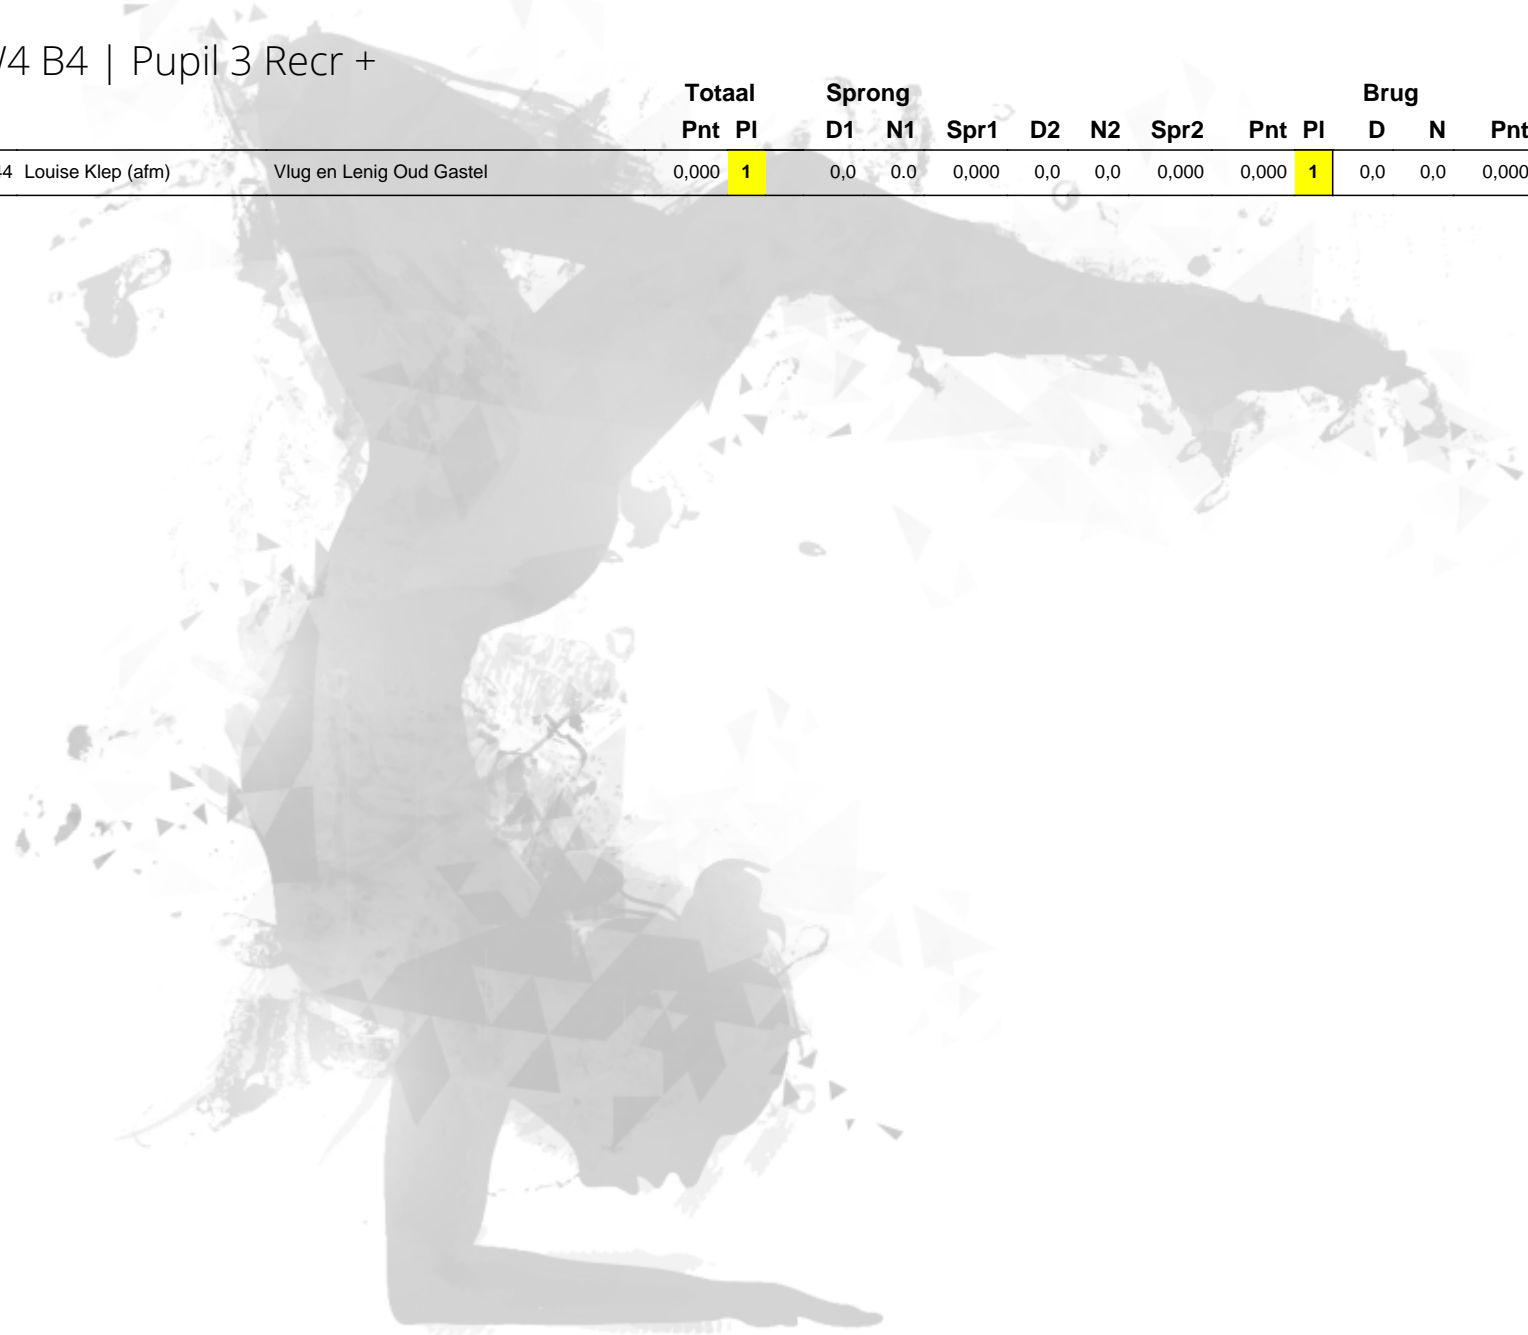 4 B4 | Pupil 3 Recr +
Totaal Sprong Brug
Pnt Pl D1 N1 Spr1 D2 N2 Spr2 Pnt Pl D N Pnt
44 Louise Klep (afm) Vlug en Lenig Oud Gastel 0,000 1 0,0 0.0 0,000 0,0 0,0 0,000 0,000 1 0,0 0,0 0,000